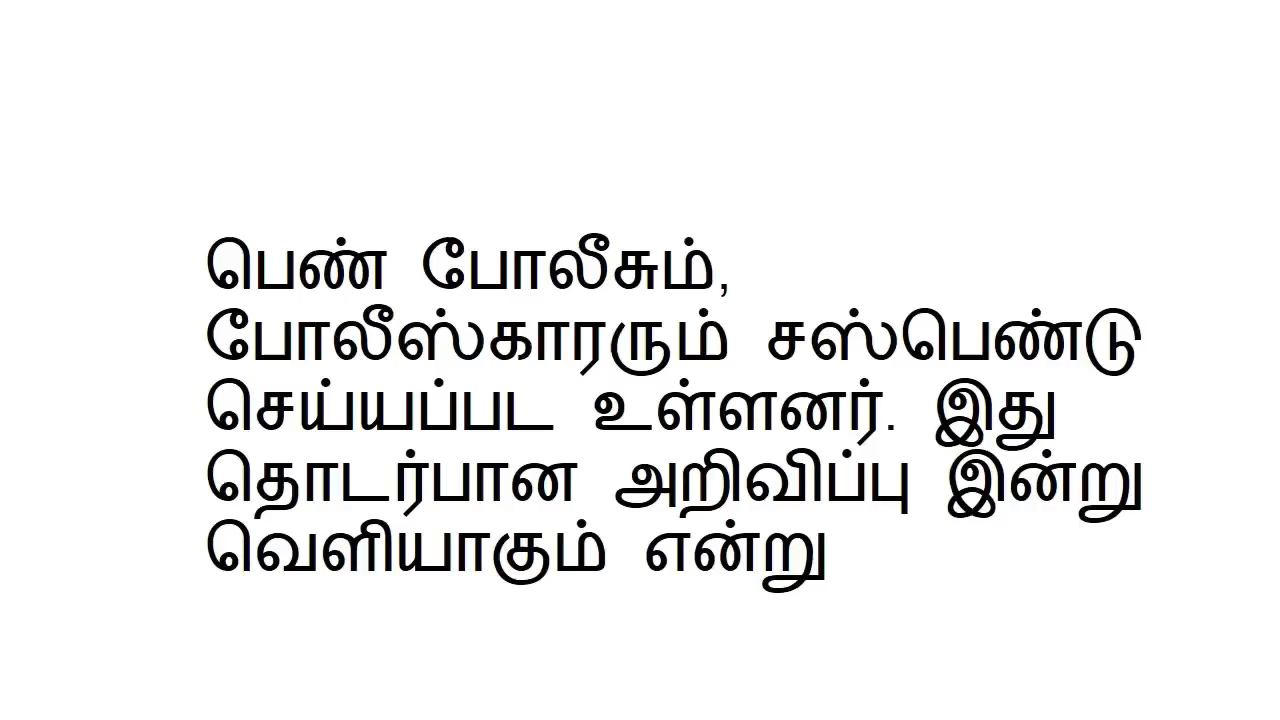 பெண் போலீசும்,
போலீஸ்காரரும் சஸ்பெண்டு
செய்யப்பட உள்ளனர். இது
தொடர்பான அறிவிப்பு இன்று
வெளியாகும் என்று